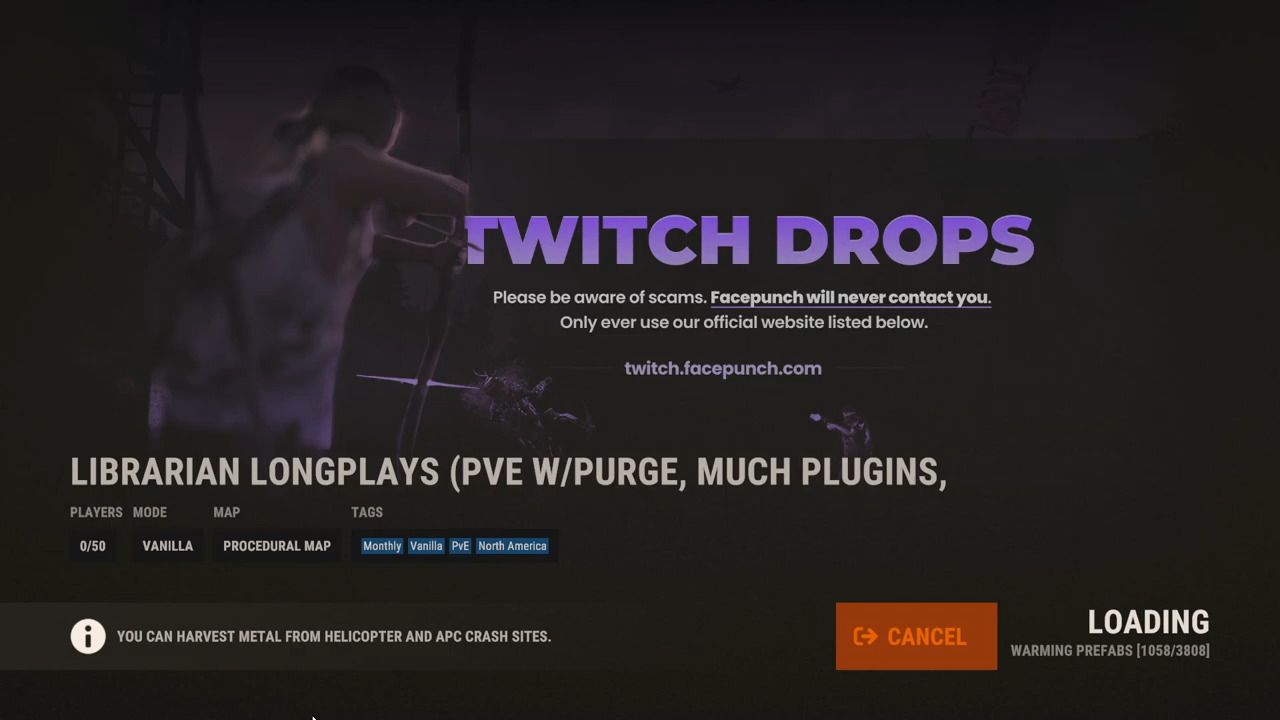 TWITCH DROPS
Please be aware of scams. Facepunch will never contact you.
Only ever use our official website listed below.
twitch.facepunch.com
LIBRARIAN LONGPLAYS (PVE W/PURGE, MUCH PLUGINS,
PLAYERS MODE MAP TAGS
0/50 VANILLA PROCEDURAL MAP Monthly Vanilla PvE North America
YOU CAN HARVEST METAL FROM HELICOPTER AND APC CRASH SITES.
CANCEL
LOADING
WARMING PREFABS [1058/3808]